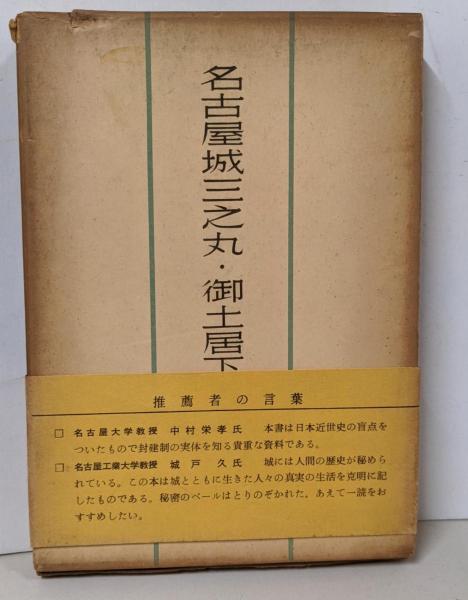 名古屋城三之丸・御土居下
推薦者の言葉
□ 名古屋大学教授 中村栄孝氏 本書は日本近世史の盲点を
ついたもので封建制の実体を知る貴重な資料である。
□ 名古屋工業大学教授 城戸久氏 城には人間の歴史が秘めら
れている。この本は城とともに生きた人々の真実の生活を克明に記
したものである。秘密のベールはとりのぞかれた。あえて一読をお
すすめしたい。